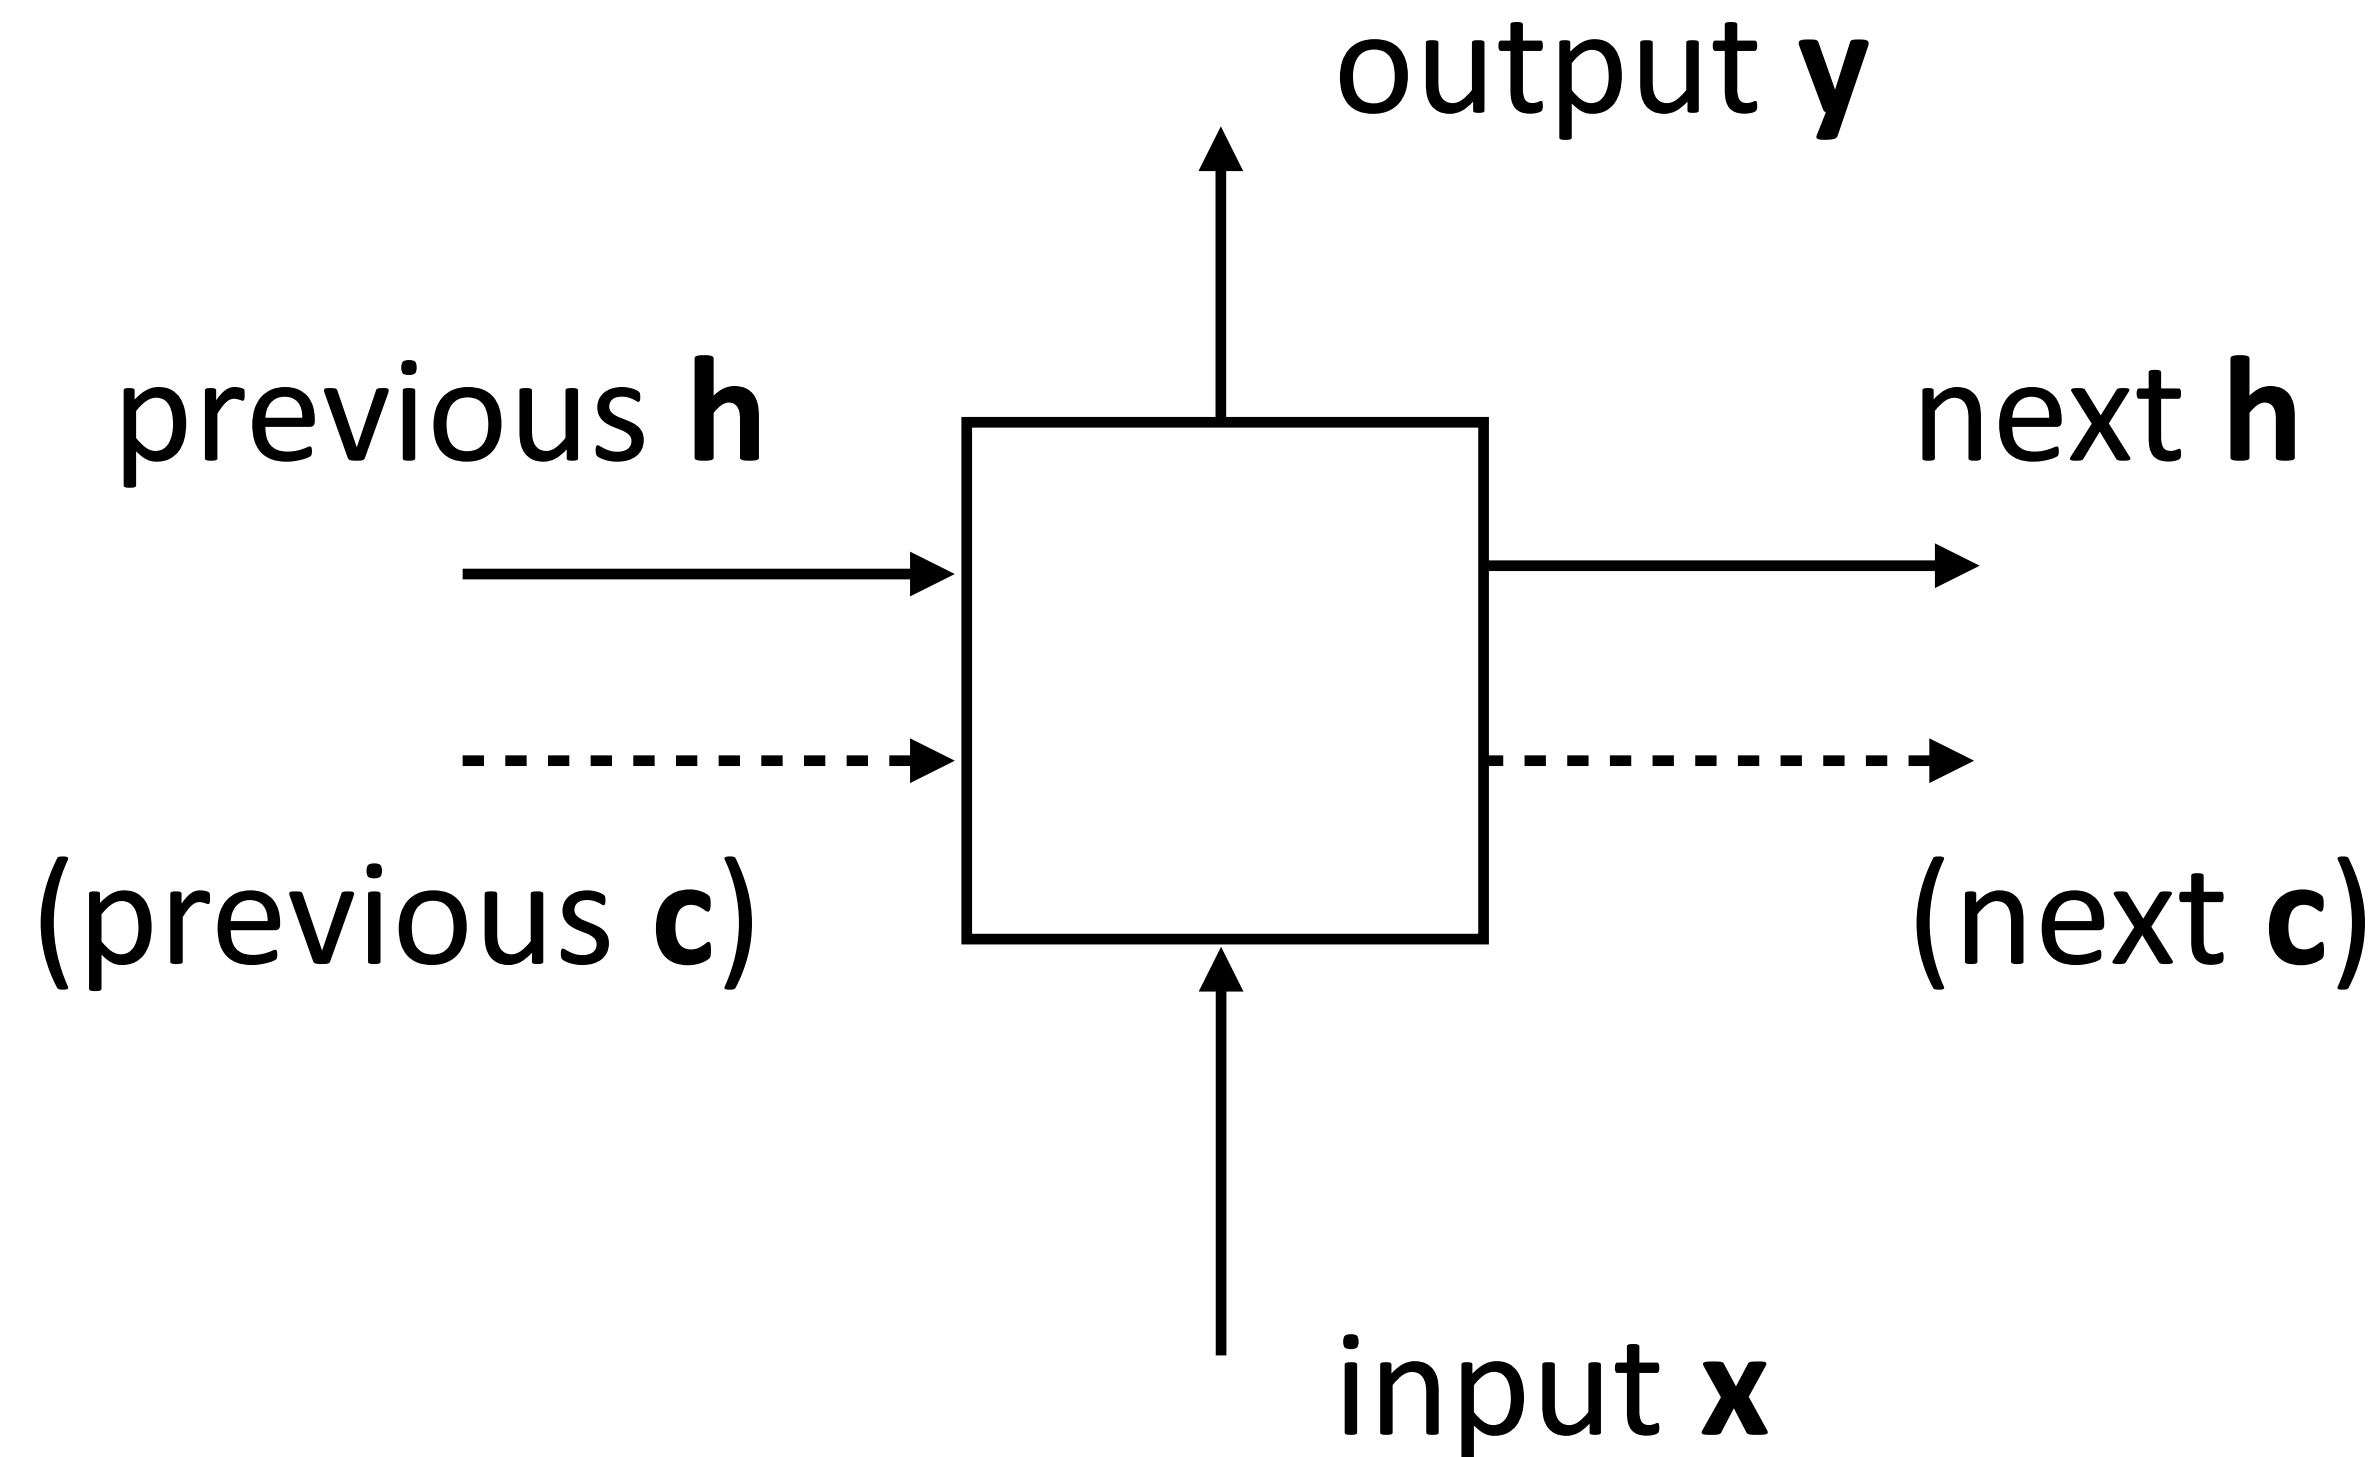 output y
previous h
next h
(previous c)
(next c)
input x